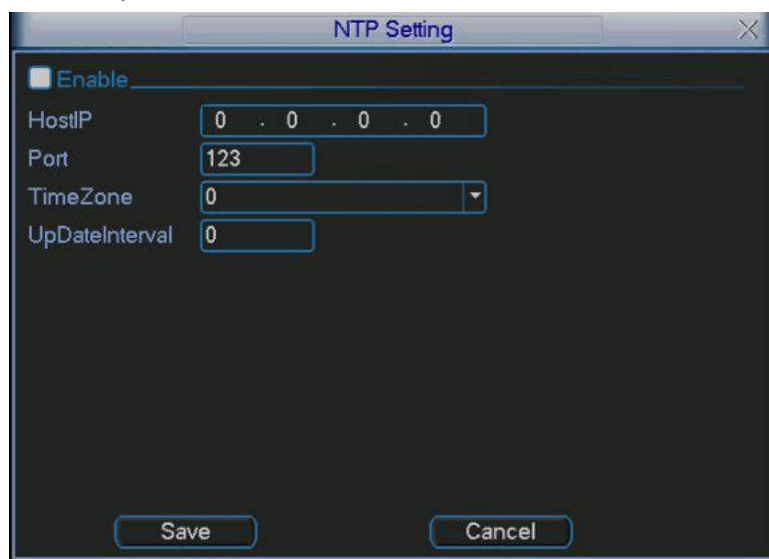 NTP Setting
Enable
HostIP 0 . 0 . 0 . 0
Port 123
TimeZone 0
UpDateInterval 0
Save Cancel